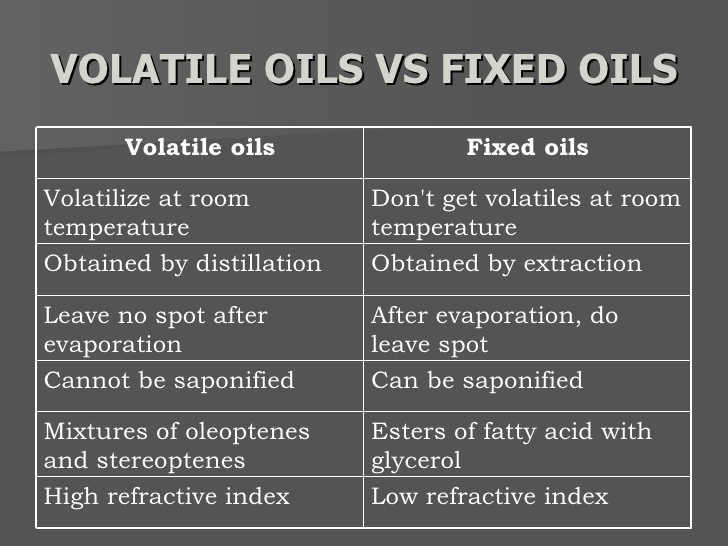 VOLATILE OILS VS FIXED OILS
Volatile oils
Fixed oils
Volatilize at room
temperature
Don't get volatiles at room
temperature
Obtained by distillation
Obtained by extraction
Leave no spot after
evaporation
After evaporation, do
leave spot
Cannot be saponified
Can be saponified
Mixtures of oleoptenes
and stereoptenes
Esters of fatty acid with
glycerol
High refractive index
Low refractive index